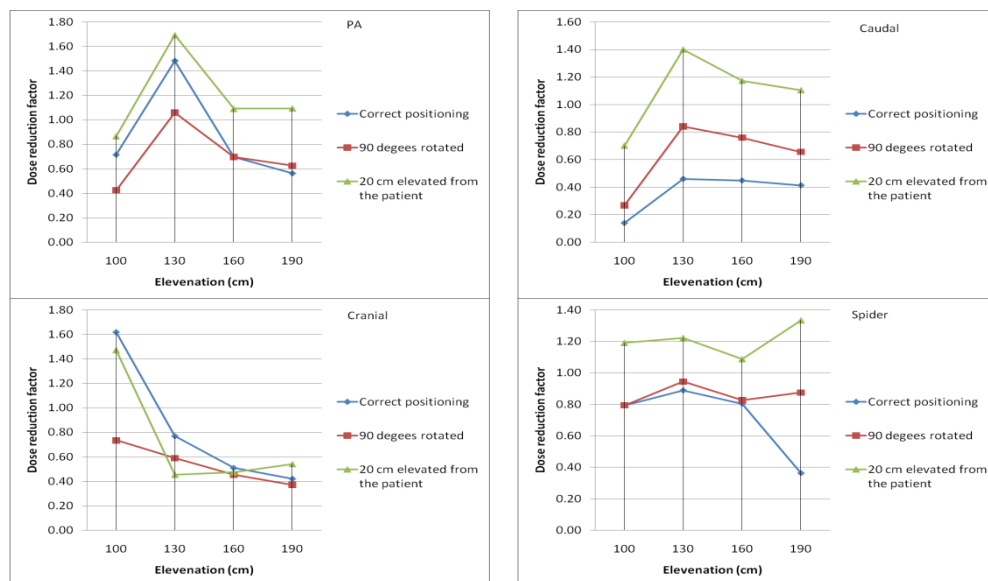 PA
1.80
1.60
1.40
1.20
1.00
0.80
0.60
0.40
0.20
0.00
Dose reduction factor
100 130 160 190
Elevenation (cm)
Correct positioning
90 degees rotated
20 cm elevated from
the patient
Caudal
1.60
1.40
1.20
1.00
0.80
0.60
0.40
0.20
0.00
Dose reduction factor
100 130 160 190
Elevenation (cm)
Correct positioning
90 degees rotated
20 cm elevated from
the patient
Cranial
1.80
1.60
1.40
1.20
1.00
0.80
0.60
0.40
0.20
0.00
Dose reduction factor
100 130 160 190
Elevenation (cm)
Correct positioning
90 degees rotated
20 cm elevated from
the patient
Spider
1.40
1.20
1.00
0.80
0.60
0.40
0.20
0.00
Dose reduction factor
100 130 160 190
Elevenation (cm)
Correct positioning
90 degees rotated
20 cm elevated from
the patient